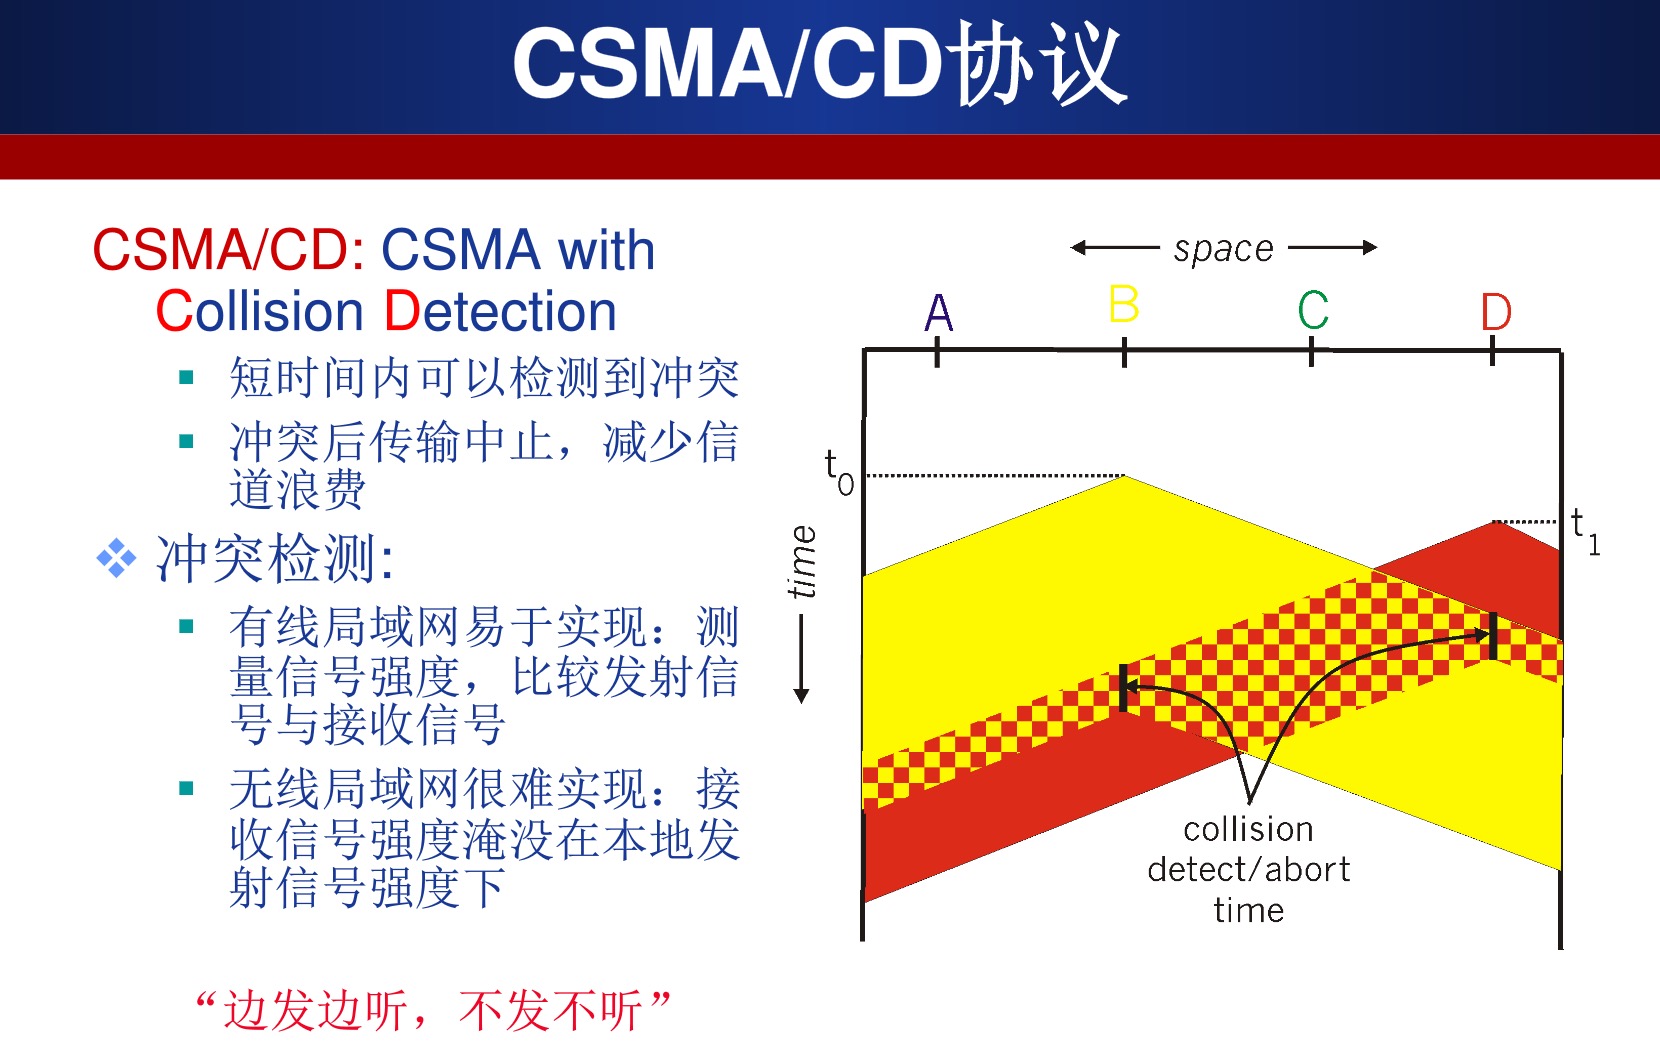 CSMA/CD协议
CSMA/CD: CSMA with
Collision Detection
短时间内可以检测到冲突
冲突后传输中止，减少信
道浪费
冲突检测:
有线局域网易于实现：测
量信号强度，比较发射信
号与接收信号
无线局域网很难实现：接
收信号强度淹没在本地发
射信号强度下
“边发边听，不发不听”
space
A B C D
t0
t1
time
collision
detect/abort
time